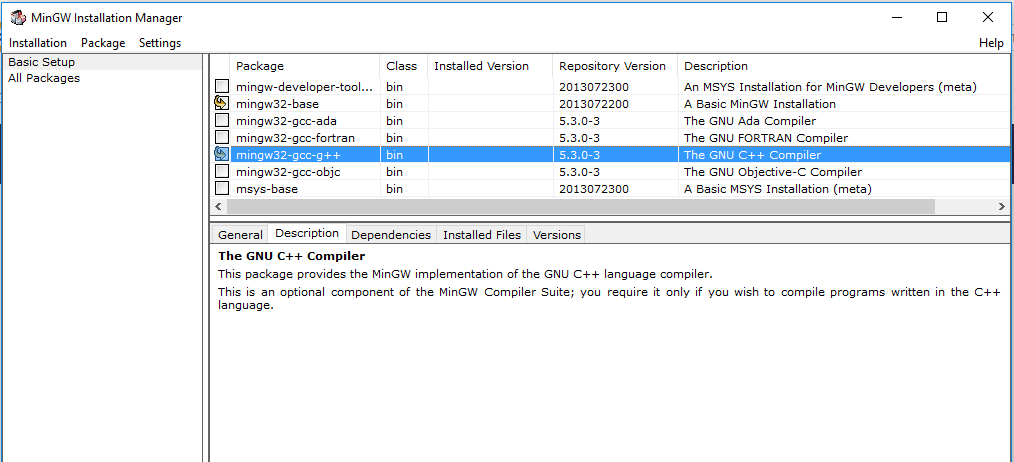 MinGW Installation Manager
Installation Package Settings Help
Basic Setup
All Packages
Package Class Installed Version Repository Version Description
mingw-developer-tool... bin 2013072300 An MSYS Installation for MinGW Developers (meta)
mingw32-base bin 2013072200 A Basic MinGW Installation
mingw32-gcc-ada bin 5.3.0-3 The GNU Ada Compiler
mingw32-gcc-fortran bin 5.3.0-3 The GNU FORTRAN Compiler
mingw32-gcc-g++ bin 5.3.0-3 The GNU C++ Compiler
mingw32-gcc-objc bin 5.3.0-3 The GNU Objective-C Compiler
msys-base bin 2013072300 A Basic MSYS Installation (meta)
General Description Dependencies Installed Files Versions
The GNU C++ Compiler
This package provides the MinGW implementation of the GNU C++ language compiler.
This is an optional component of the MinGW Compiler Suite; you require it only if you wish to compile programs written in the C++
language.